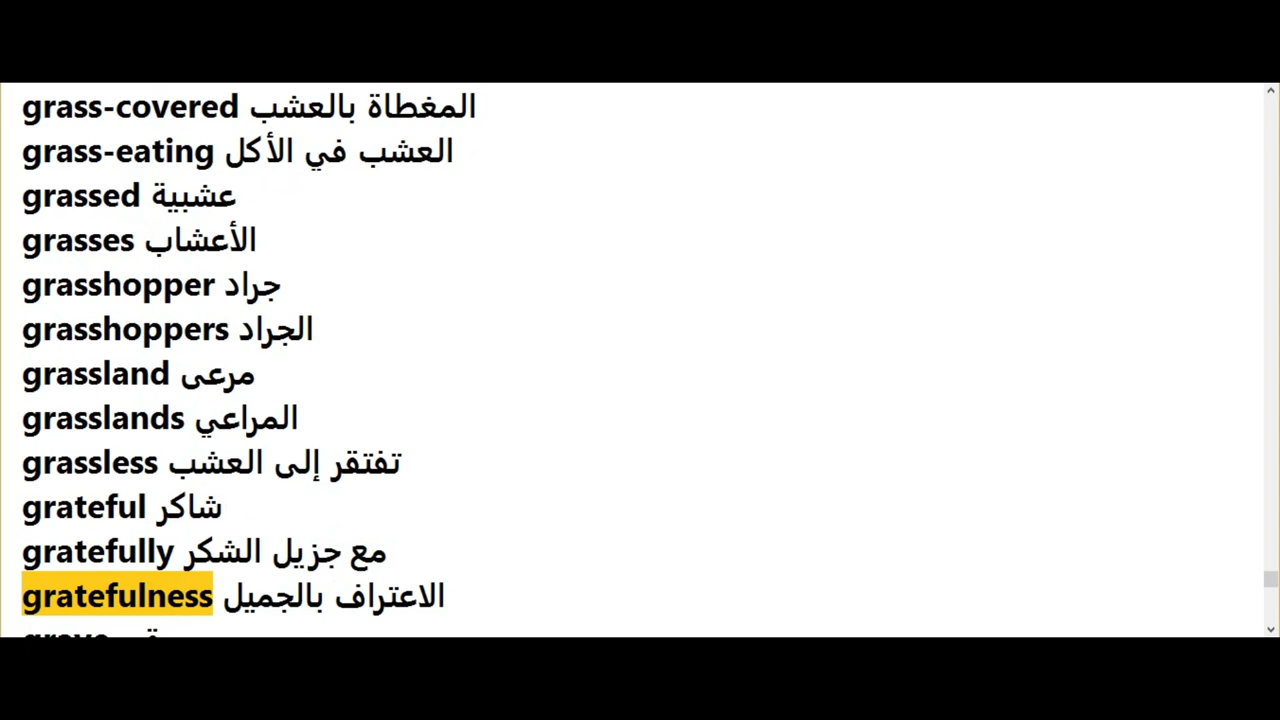 grass-covered المغطاة بالعشب
grass-eating العشب في الأكل
grassed عشبية
grasses الأعشاب
grasshopper جراد
grasshoppers الجراد
grassland مرعى
grasslands المراعي
grassless تفتقر إلى العشب
grateful شاكر
gratefully مع جزيل الشكر
gratefulness الاعتراف بالجميل